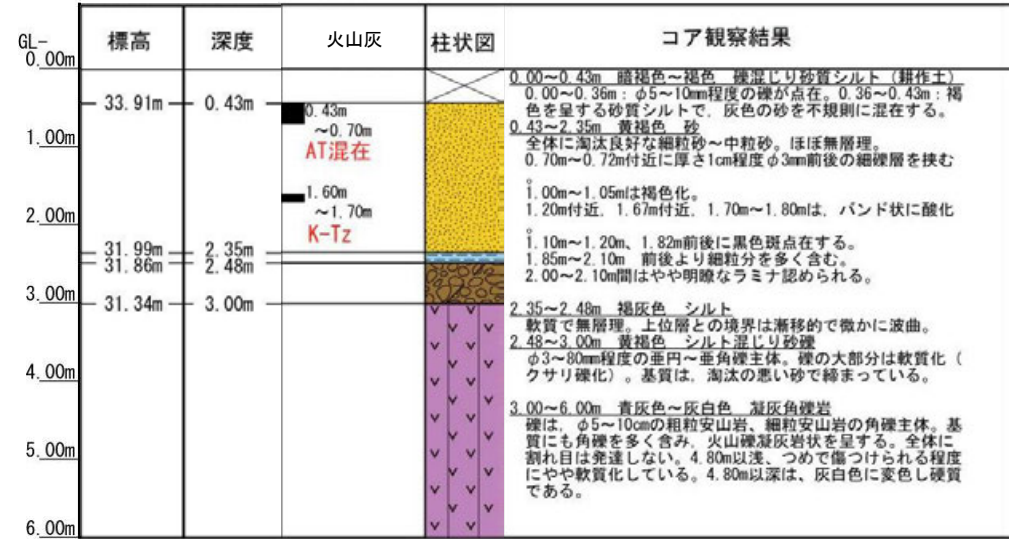 GL-
標高
深度
火山灰
柱状図
コア観察結果
0.00m
1.00m
2.00m
3.00m
4.00m
5.00m
6.00m
33.91m
0.43m
31.99m
2.35m
31.86m
2.48m
31.34m
3.00m
0.43m
～0.70m
AT混在
1.60m
～1.70m
K-Tz
0.00～0.43m 暗褐色～褐色 礫混じり砂質シルト（耕作土）
0.00～0.36m：φ5～10mm程度の礫が点在。0.36～0.43m：褐
色を呈する砂質シルトで、灰色の砂を不規則に混在する。
0.43～2.35m 黄褐色 砂
全体に淘汰良好な細粒砂～中粒砂。ほぼ無層理。
0.70m～0.72m付近に厚さ1cm程度φ3mm前後の細礫層を挟む
。
1.00m～1.05mは褐色化。
1.20m付近、1.67m付近、1.70m～1.80mは、バンド状に酸化
。
1.10m～1.20m、1.82m前後に黒色斑点在する。
1.85m～2.10m 前後より細粒分を多く含む。
2.00～2.10m間はやや明瞭なラミナ認められる。
2.35～2.48m 褐灰色 シルト
軟質で無層理。上位層との境界は漸移的で微かに波曲。
2.48～3.00m 黄褐色 シルト混じり砂礫
φ3～80mm程度の亜円～亜角礫主体。礫の大部分は軟質化（
クサリ礫化）。基質は、淘汰の悪い砂で締まっている。
3.00～6.00m 青灰色～灰白色 凝灰角礫岩
礫は、φ5～10cmの粗粒安山岩、細粒安山岩の角礫主体。基
質にも角礫を多く含み、火山礫凝灰岩状を呈する。全体に
割れ目は発達しない。4.80m以浅、つめで傷つけられる程度
にやや軟質化している。4.80m以深は、灰白色に変色し硬質
である。